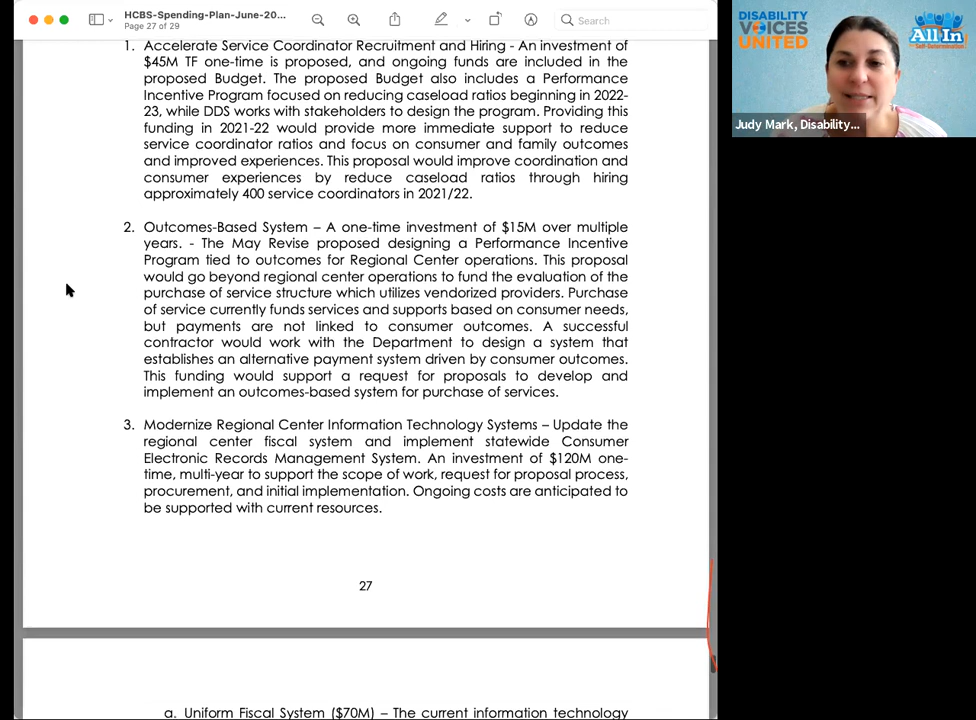 HCBS-Spending-Plan-June-20...
Page 27 of 29
Search
1. Accelerate Service Coordinator Recruitment and Hiring - An investment of
$45M TF one-time is proposed, and ongoing funds are included in the
proposed Budget. The proposed Budget also includes a Performance
Incentive Program focused on reducing caseload ratios beginning in 2022-
23, while DDS works with stakeholders to design the program. Providing this
funding in 2021-22 would provide more immediate support to reduce
service coordinator ratios and focus on consumer and family outcomes
and improved experiences. This proposal would improve coordination and
consumer experiences by reduce caseload ratios through hiring
approximately 400 service coordinators in 2021/22.
2. Outcomes-Based System – A one-time investment of $15M over multiple
years. - The May Revise proposed designing a Performance Incentive
Program tied to outcomes for Regional Center operations. This proposal
would go beyond regional center operations to fund the evaluation of the
purchase of service structure which utilizes vendorized providers. Purchase
of service currently funds services and supports based on consumer needs,
but payments are not linked to consumer outcomes. A successful
contractor would work with the Department to design a system that
establishes an alternative payment system driven by consumer outcomes.
This funding would support a request for proposals to develop and
implement an outcomes-based system for purchase of services.
3. Modernize Regional Center Information Technology Systems – Update the
regional center fiscal system and implement statewide Consumer
Electronic Records Management System. An investment of $120M one-
time, multi-year to support the scope of work, request for proposal process,
procurement, and initial implementation. Ongoing costs are anticipated to
be supported with current resources.
27
a. Uniform Fiscal System ($70M) – The current information technology
DISABILITY
VOICES
UNITED
All In
for Self-Determination
Judy Mark, Disability...